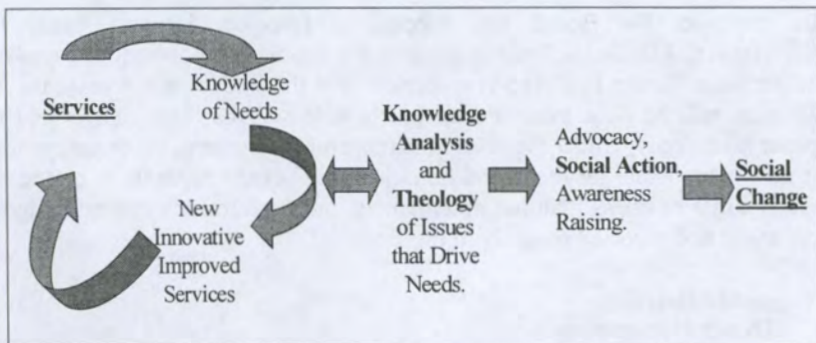 Services
Knowledge
of Needs
New
Innovative
Improved
Services
Knowledge
Analysis
and
Theology
of Issues
that Drive
Needs.
Advocacy,
Social Action,
Awareness
Raising.
Social
Change